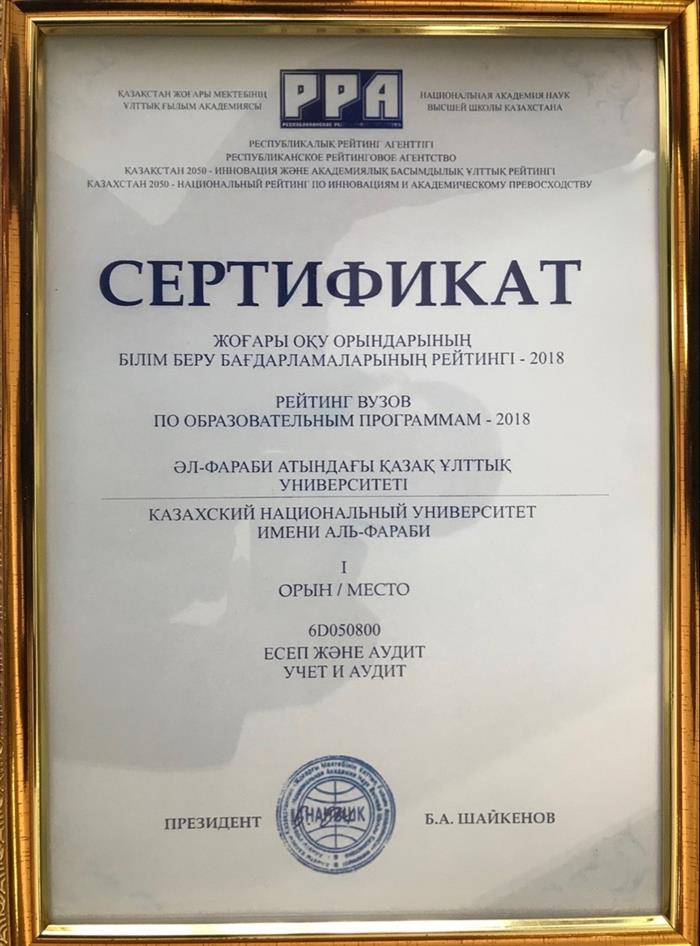 ҚАЗАҚСТАН ЖОҒАРЫ МЕКТЕБІНІҢ
ҰЛТТЫҚ ҒЫЛЫМ АКАДЕМИЯСЫ
РРА
РЕСПУБЛИКАНСКОЕ
НАЦИОНАЛЬНАЯ АКАДЕМИЯ НАУК
ВЫСШЕЙ ШКОЛЫ КАЗАХСТАНА
РЕСПУБЛИКАЛЫҚ РЕЙТИНГ АГЕНТТІГІ
РЕСПУБЛИКАНСКОЕ РЕЙТИНГОВОЕ АГЕНТСТВО
ҚАЗАҚСТАН 2050 - ИННОВАЦИЯ ЖӘНЕ АКАДЕМИЯЛЫҚ БАСЫМДЫЛЫҚ ҰЛТТЫҚ РЕЙТИНГІ
КАЗАХСТАН 2050 - НАЦИОНАЛЬНЫЙ РЕЙТИНГ ПО ИННОВАЦИЯМ И АКАДЕМИЧЕСКОМУ ПРЕВОСХОДСТВУ
СЕРТИФИКАТ
ЖОҒАРЫ ОҚУ ОРЫНДАРЫНЫҢ
БІЛІМ БЕРУ БАҒДАРЛАМАЛАРЫНЫҢ РЕЙТИНГІ - 2018
РЕЙТИНГ ВУЗОВ
ПО ОБРАЗОВАТЕЛЬНЫМ ПРОГРАММАМ - 2018
ӘЛ-ФАРАБИ АТЫНДАҒЫ ҚАЗАҚ ҰЛТТЫҚ
УНИВЕРСИТЕТІ
КАЗАХСКИЙ НАЦИОНАЛЬНЫЙ УНИВЕРСИТЕТ
ИМЕНИ АЛЬ-ФАРАБИ
I
ОРЫН / МЕСТО
6D050800
ЕСЕП ЖӘНЕ АУДИТ
УЧЕТ И АУДИТ
ПРЕЗИДЕНТ
Б.А. ШАЙКЕНОВ